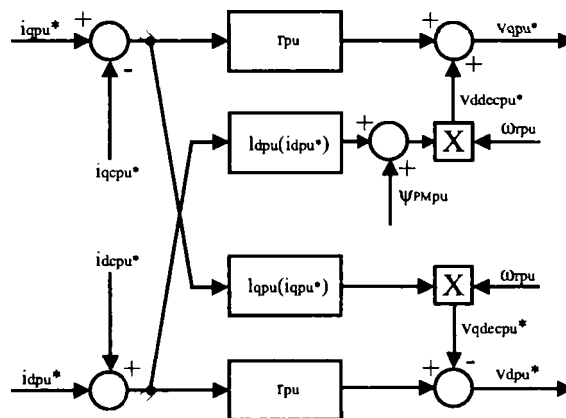 iqpu* + - rpu + + vqpu*
vddecpu*
iqcpu* ldpu(idpu*) + + X ωrpu
ψPMpu
idcpu* lqpu(iqpu*) X ωrpu
vqdecpu*
idpu* + + rpu + - vdpu*